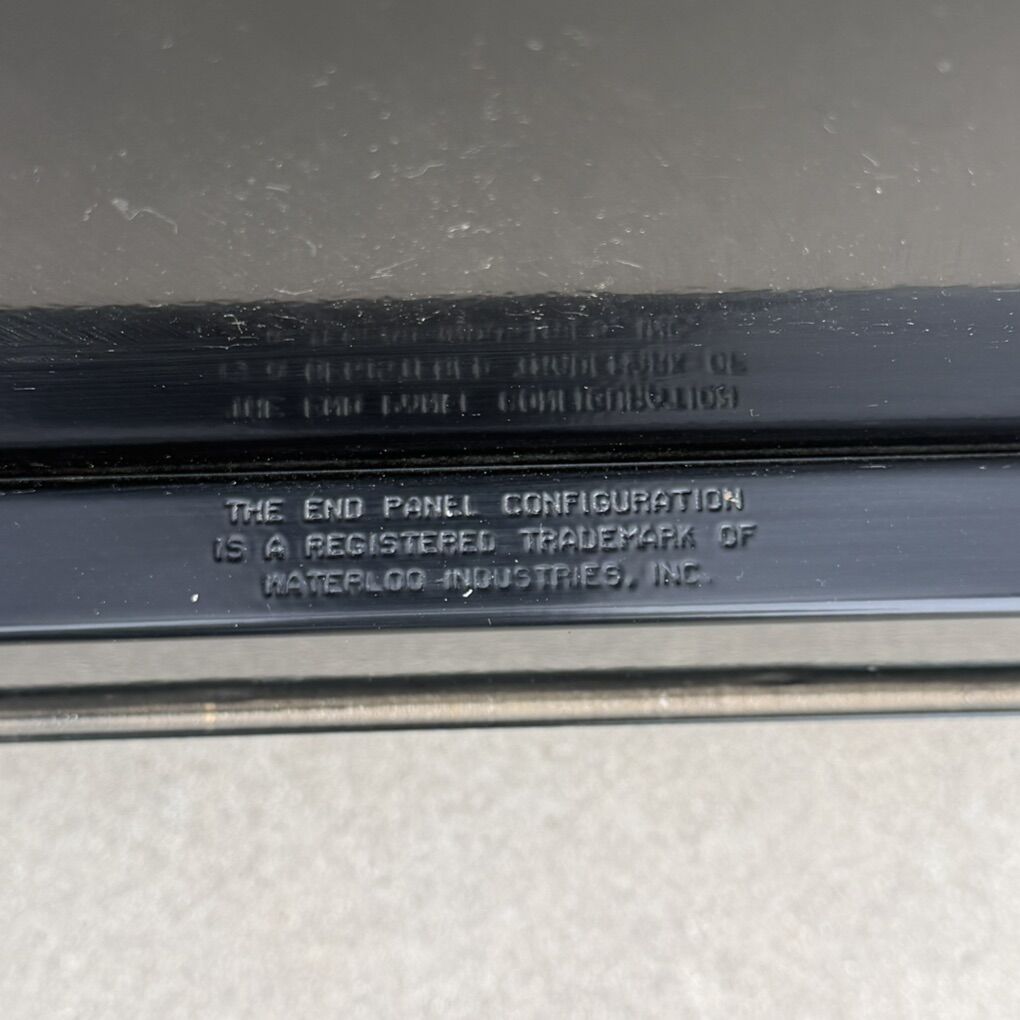 THE END PANEL CONFIGURATION
IS A REGISTERED TRADEMARK OF
WATERLOO INDUSTRIES, INC.